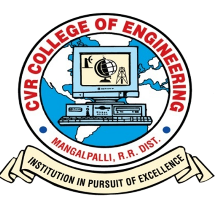 CVR COLLEGE OF ENGINEERING
MANGALPALLI, R.R. DIST.
INSTITUTION IN PURSUIT OF EXCELLENCE